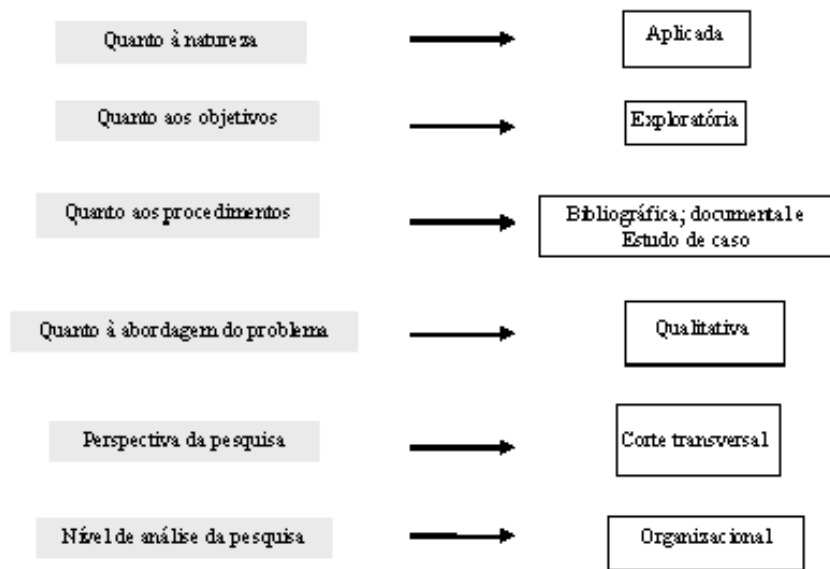 Quanto à natureza
Aplicada
Quanto aos objetivos
Exploratória
Quanto aos procedimentos
Bibliográfica; documental e
Estudo de caso
Quanto à abordagem do problema
Qualitativa
Perspectiva da pesquisa
Corte transversal
Nível de análise da pesquisa
Organizacional